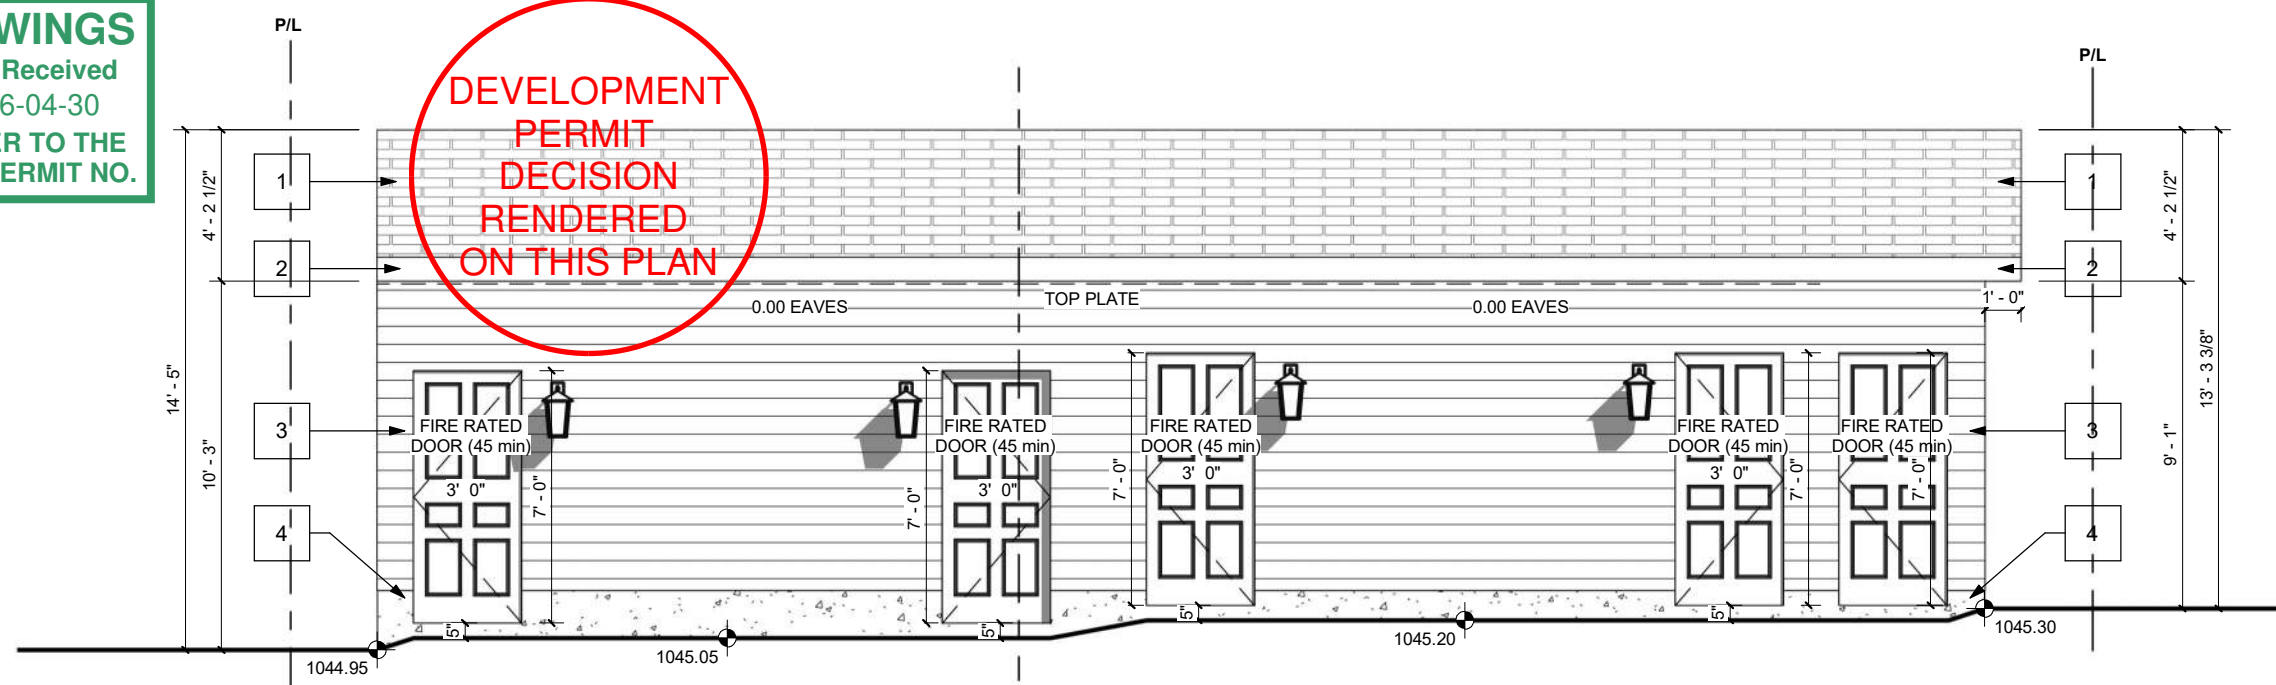 WINGS
Received
6-04-30
ER TO THE
ERMIT NO.
P/L
DEVELOPMENT
PERMIT
DECISION
RENDERED
ON THIS PLAN
P/L
1
2
3
4
4' - 2 1/2"
14' - 5"
10' - 3"
0.00 EAVES
TOP PLATE
0.00 EAVES
1' - 0"
1
2
3
4
4' - 2 1/2"
13' - 3 3/8"
9' - 1"
FIRE RATED
DOOR (45 min)
3' 0"
7' - 0"
5"
FIRE RATED
DOOR (45 min)
3' 0"
7' - 0"
5"
FIRE RATED
DOOR (45 min)
3' 0"
7' - 0"
5"
FIRE RATED
DOOR (45 min)
3' 0"
7' - 0"
5"
FIRE RATED
DOOR (45 min)
7' - 0"
1044.95
1045.05
1045.20
1045.30